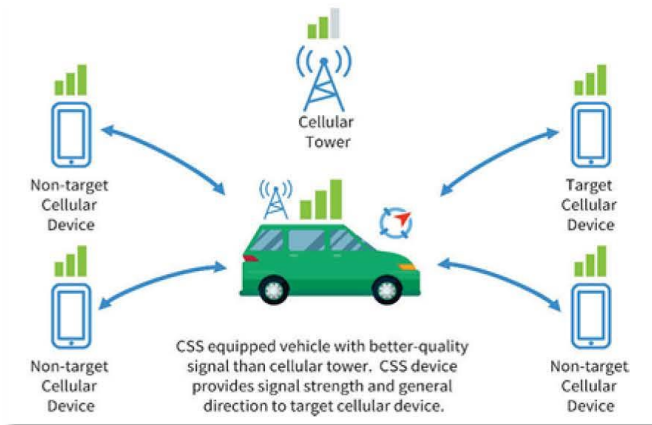 Cellular
Tower
Non-target
Cellular
Device
Target
Cellular
Device
Non-target
Cellular
Device
CSS equipped vehicle with better-quality
signal than cellular tower. CSS device
provides signal strength and general
direction to target cellular device.
Non-target
Cellular
Device